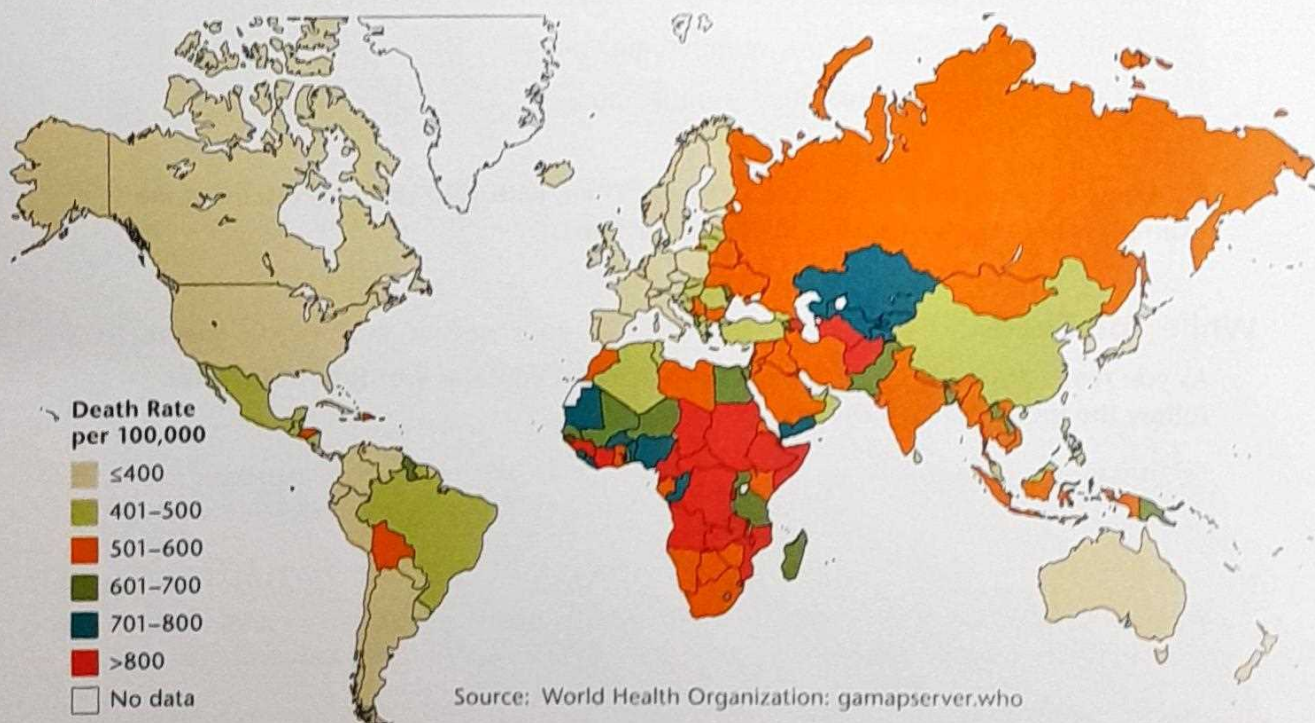 Death Rate
per 100,000
≤400
401–500
501–600
601–700
701–800
>800
No data
Source: World Health Organization: gamapserver.who